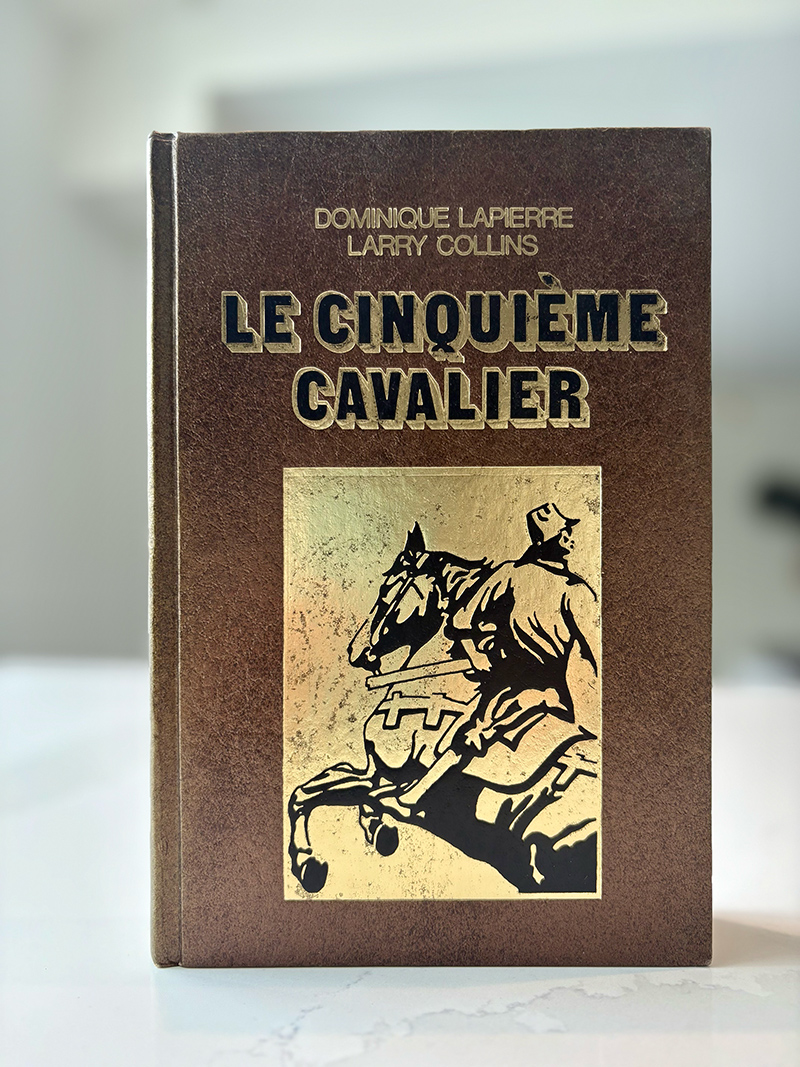 DOMINIQUE LAPIERRE
LARRY COLLINS
LE CINQUIÈME
CAVALIER